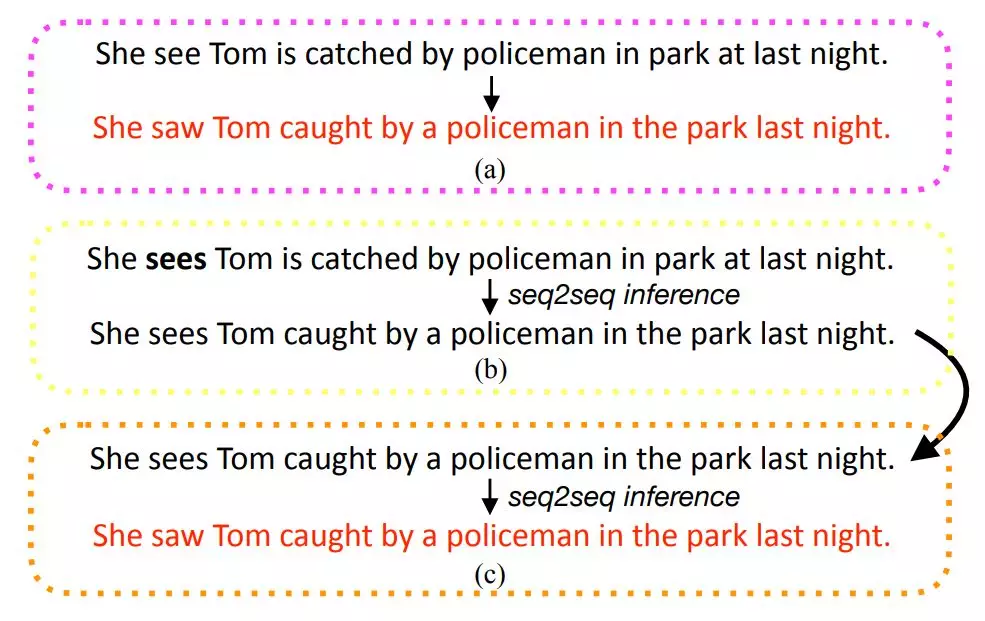 She see Tom is catched by policeman in park at last night.
She saw Tom caught by a policeman in the park last night.
(a)
She sees Tom is catched by policeman in park at last night.
seq2seq inference
She sees Tom caught by a policeman in the park last night.
(b)
She sees Tom caught by a policeman in the park last night.
seq2seq inference
She saw Tom caught by a policeman in the park last night.
(c)